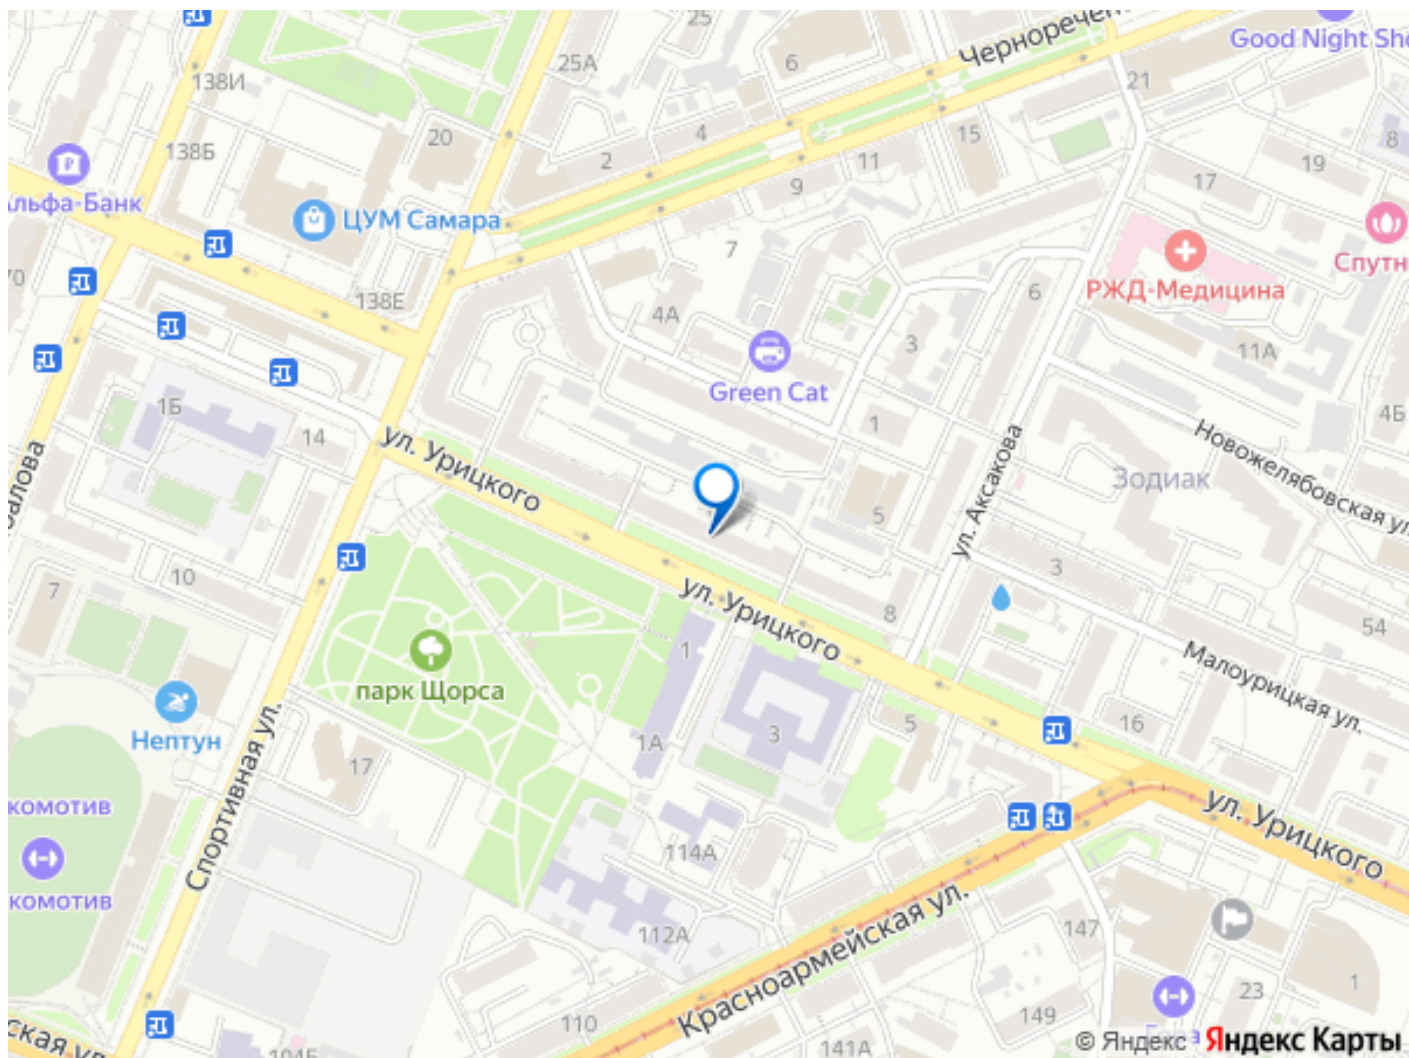 25
Чернореченс
Good Night Sho
25А
6
21
138И
20
4
15
8
138Б
2
11
19
17
9
льфа-Банк
ЦУМ Самара
7
Спутн
70
138Е
6
РЖД-Медицина
4А
3
11А
Green Cat
1Б
4Б
14
ул. Урицкого
1
Новожелябовская ул.
ул. Аксакова
Зодиак
5
10
7
3
ул. Урицкого
8
54
1
парк Щорса
Малоурицкая ул.
Нептун
Спортивная ул.
17
1А
3
5
16
комотив
ул. Урицкого
114А
комотив
112А
Красноармейская ул.
147
110
149
23
1
141А
© Яндекс Яндекс Карты